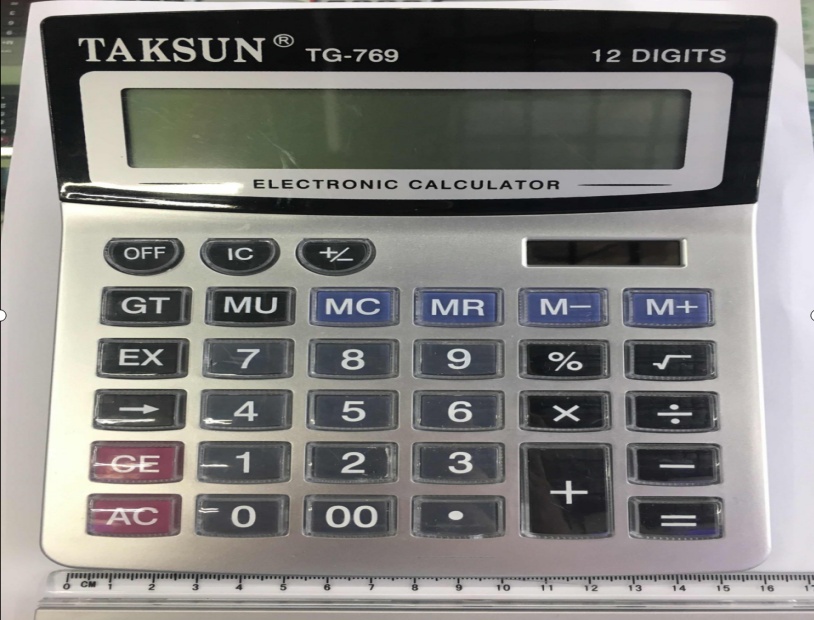 TAKSUN® TG-769 12 DIGITS
ELECTRONIC CALCULATOR
OFF IC +/−
GT MU MC MR M− M+
EX 7 8 9 % √
→ 4 5 6 × ÷
CE 1 2 3 + −
AC 0 00 • =
0 CM 1 2 3 4 5 6 7 8 9 10 11 12 13 14 15 16 17